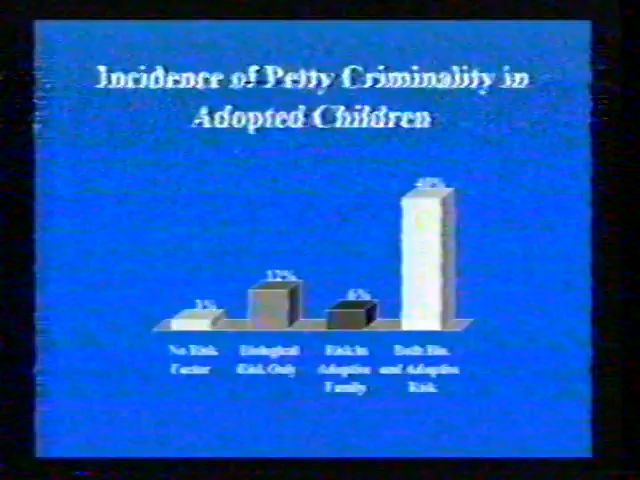 Incidence of Petty Criminality in
Adopted Children
40%
12%
3%
6%
No Risk
Factor
Biological
Risk Only
Risk in
Adoptive
Family
Both Bio.
and Adoptive
Risk